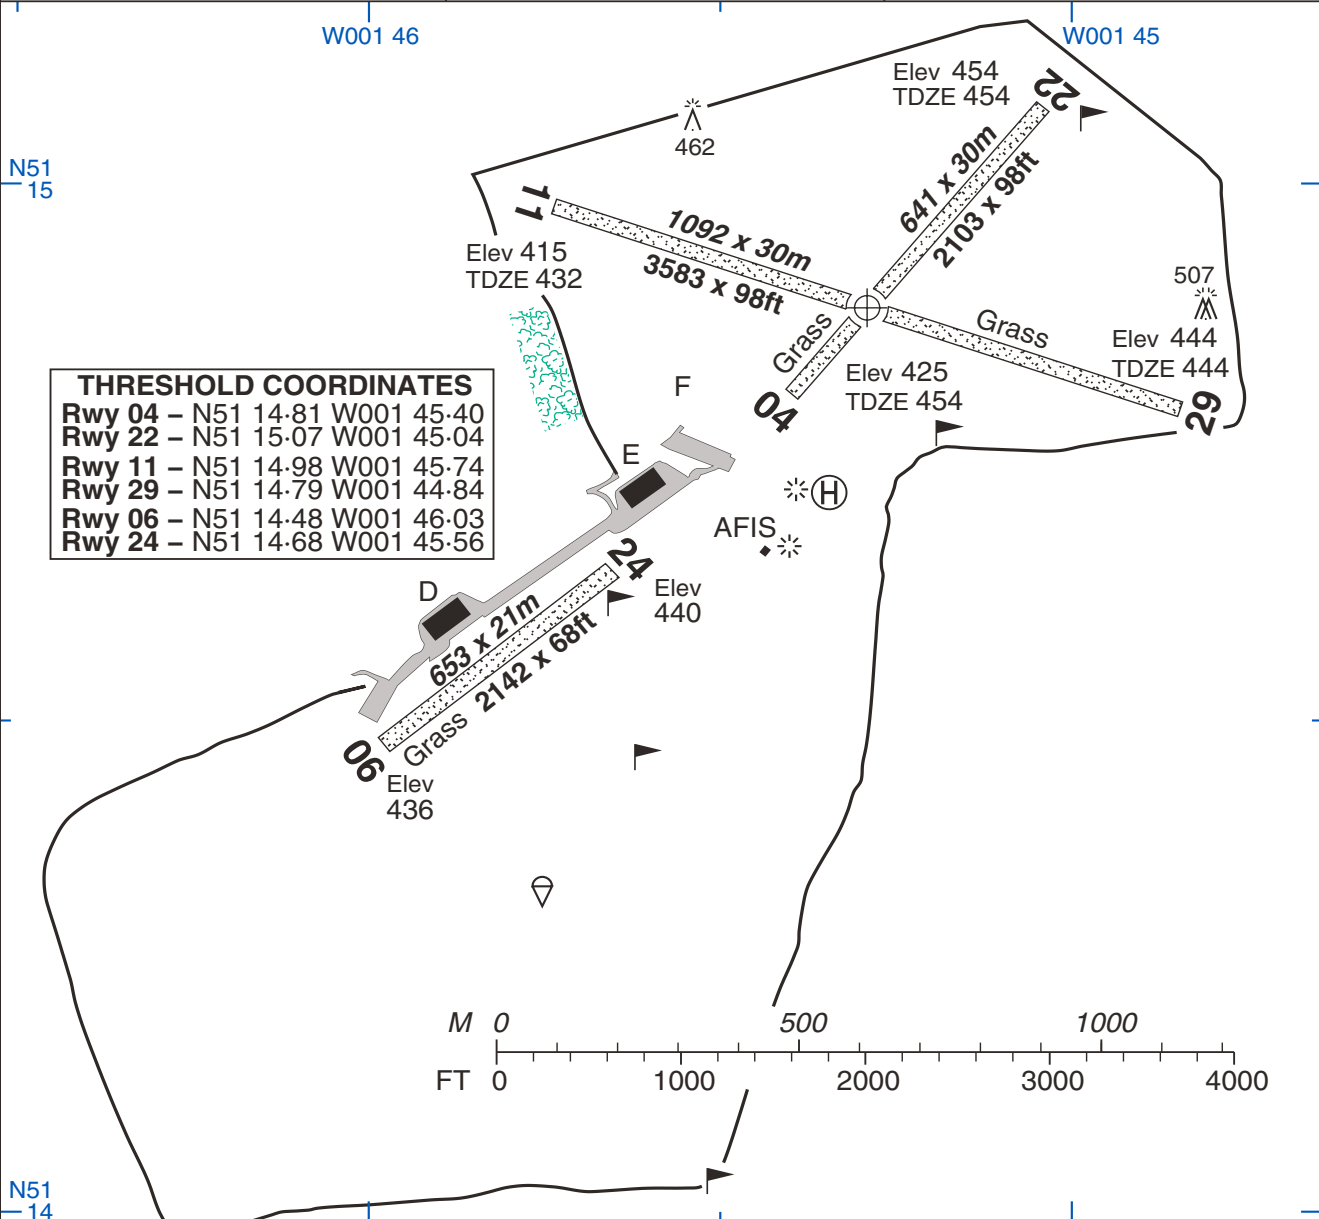 W001 46
W001 45
N51
15
Elev 454
TDZE 454
22
462
11
1092 x 30m
3583 x 98ft
641 x 30m
2103 x 98ft
Elev 415
TDZE 432
507
Grass
Grass
Elev 444
TDZE 444
29
Elev 425
TDZE 454
04
F
THRESHOLD COORDINATES
Rwy 04 – N51 14·81 W001 45·40
Rwy 22 – N51 15·07 W001 45·04
Rwy 11 – N51 14·98 W001 45·74
Rwy 29 – N51 14·79 W001 44·84
Rwy 06 – N51 14·48 W001 46·03
Rwy 24 – N51 14·68 W001 45·56
E
H
AFIS
24
D
Elev
440
653 x 21m
2142 x 68ft
Grass
06
Elev
436
M 0 500 1000
FT 0 1000 2000 3000 4000
N51
14